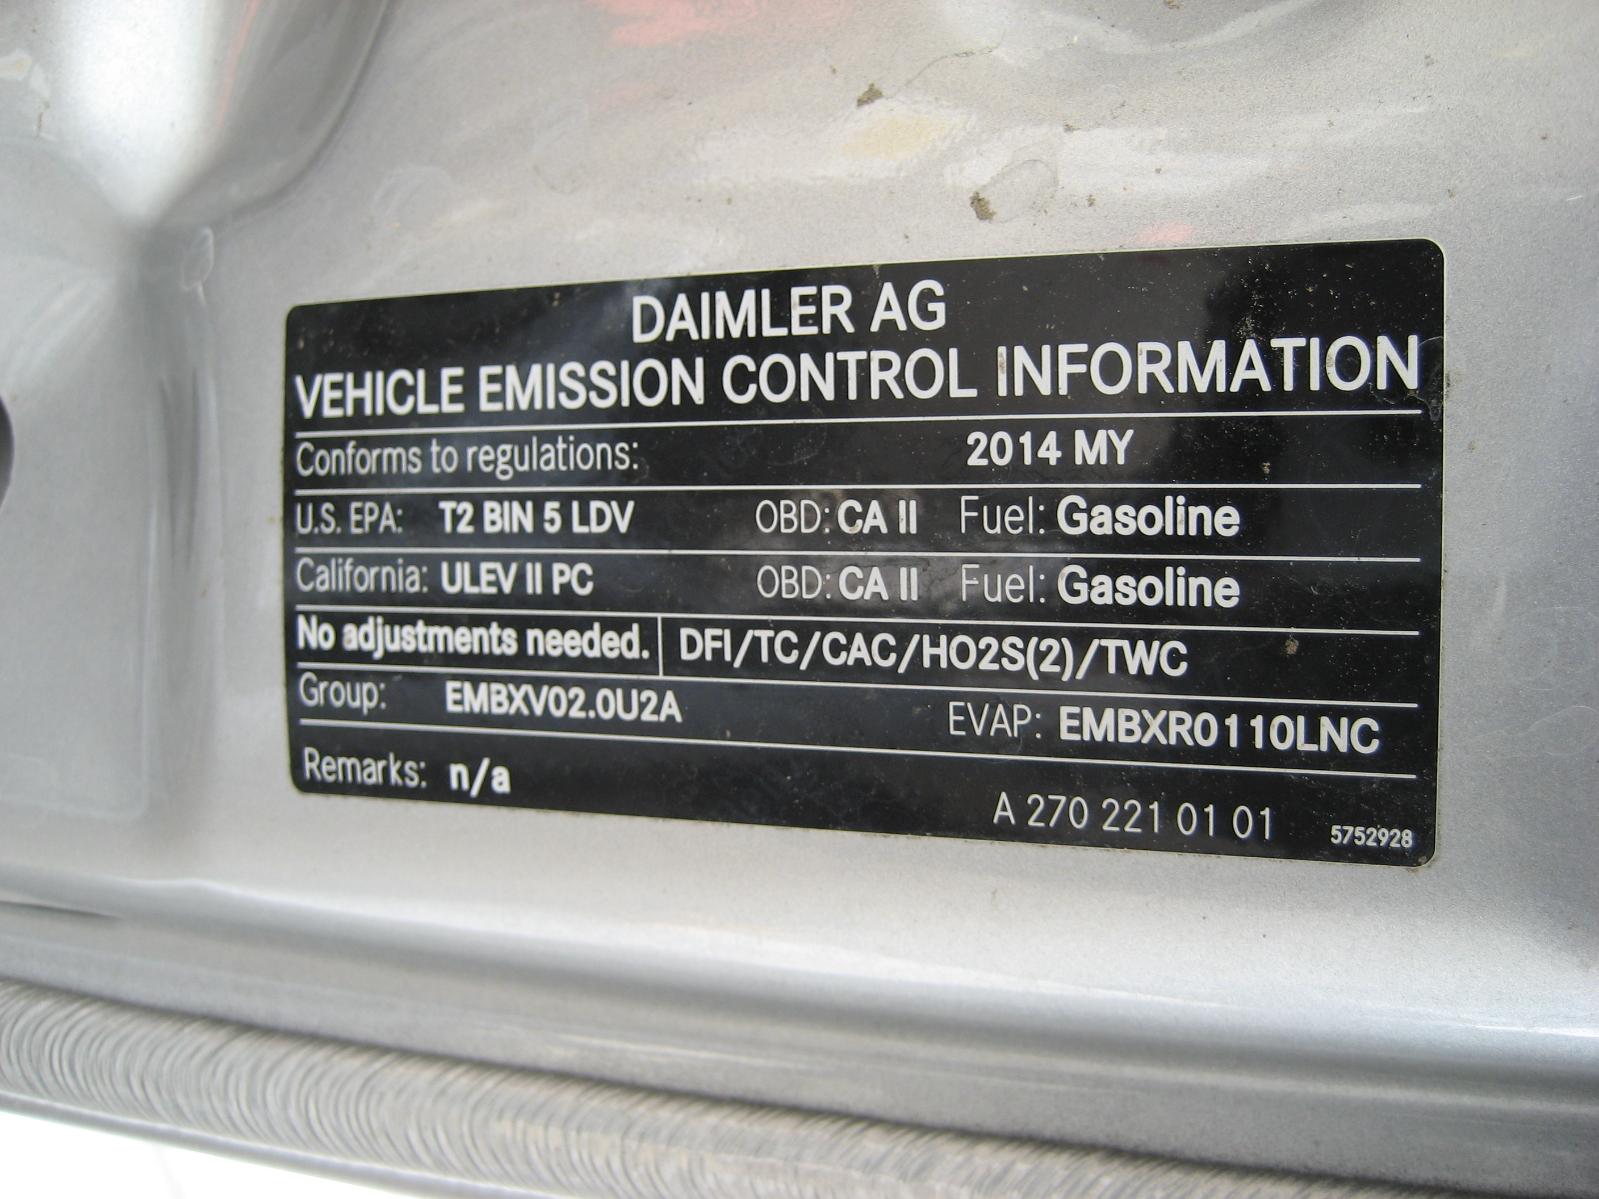 DAIMLER AG
VEHICLE EMISSION CONTROL INFORMATION
Conforms to regulations: 2014 MY
U.S. EPA: T2 BIN 5 LDV OBD: CA II Fuel: Gasoline
California: ULEV II PC OBD: CA II Fuel: Gasoline
No adjustments needed. DFI/TC/CAC/HO2S(2)/TWC
Group: EMBXV02.0U2A EVAP: EMBXR0110LNC
Remarks: n/a
A 270 221 01 01 5752928